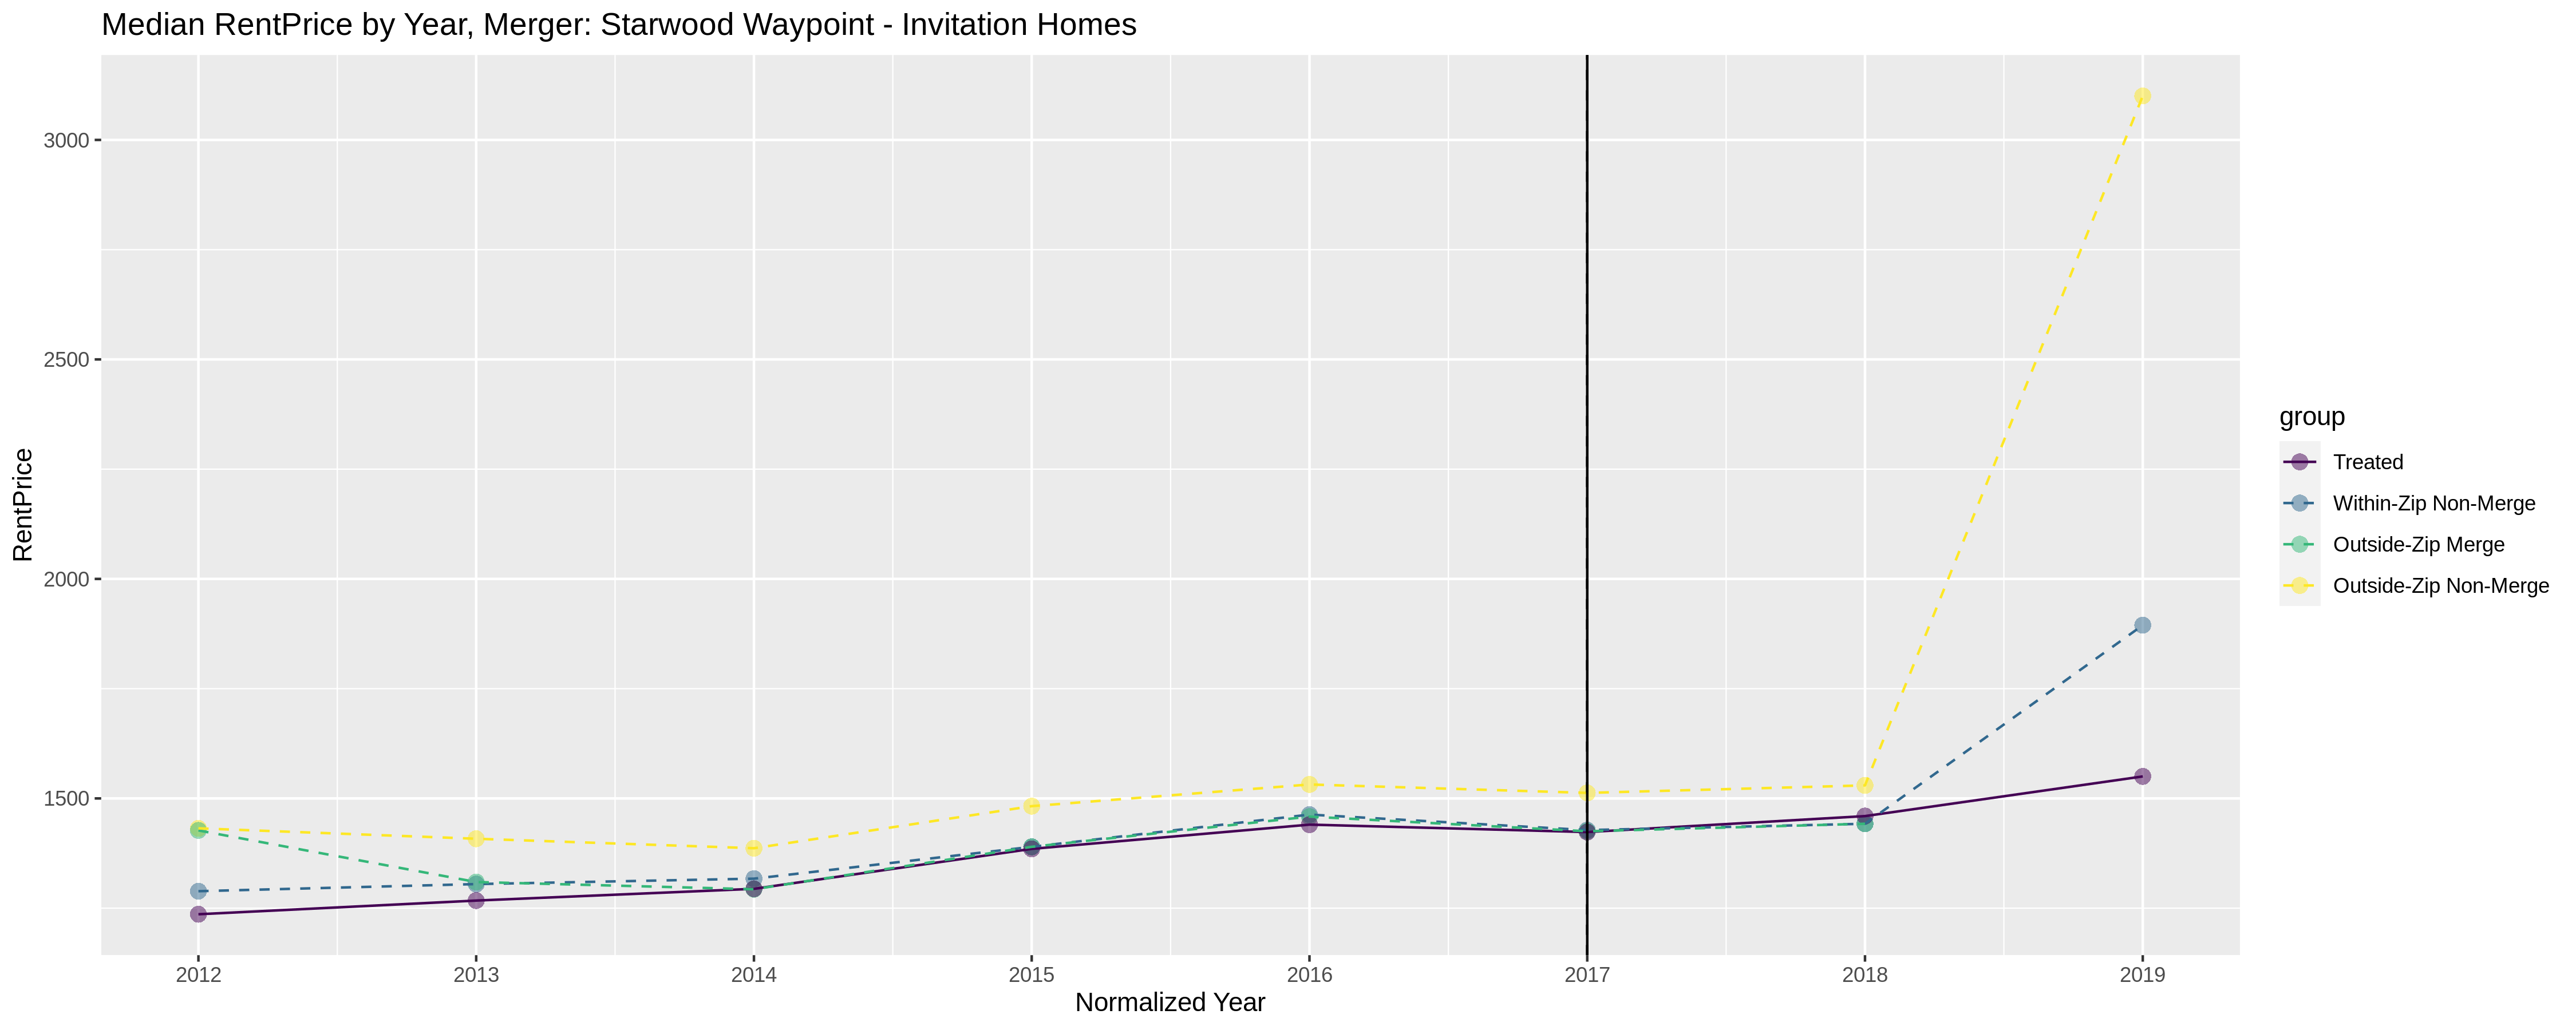 Median RentPrice by Year, Merger: Starwood Waypoint - Invitation Homes
RentPrice
3000
2500
2000
1500
2012 2013 2014 2015 2016 2017 2018 2019
Normalized Year
group
Treated
Within-Zip Non-Merge
Outside-Zip Merge
Outside-Zip Non-Merge